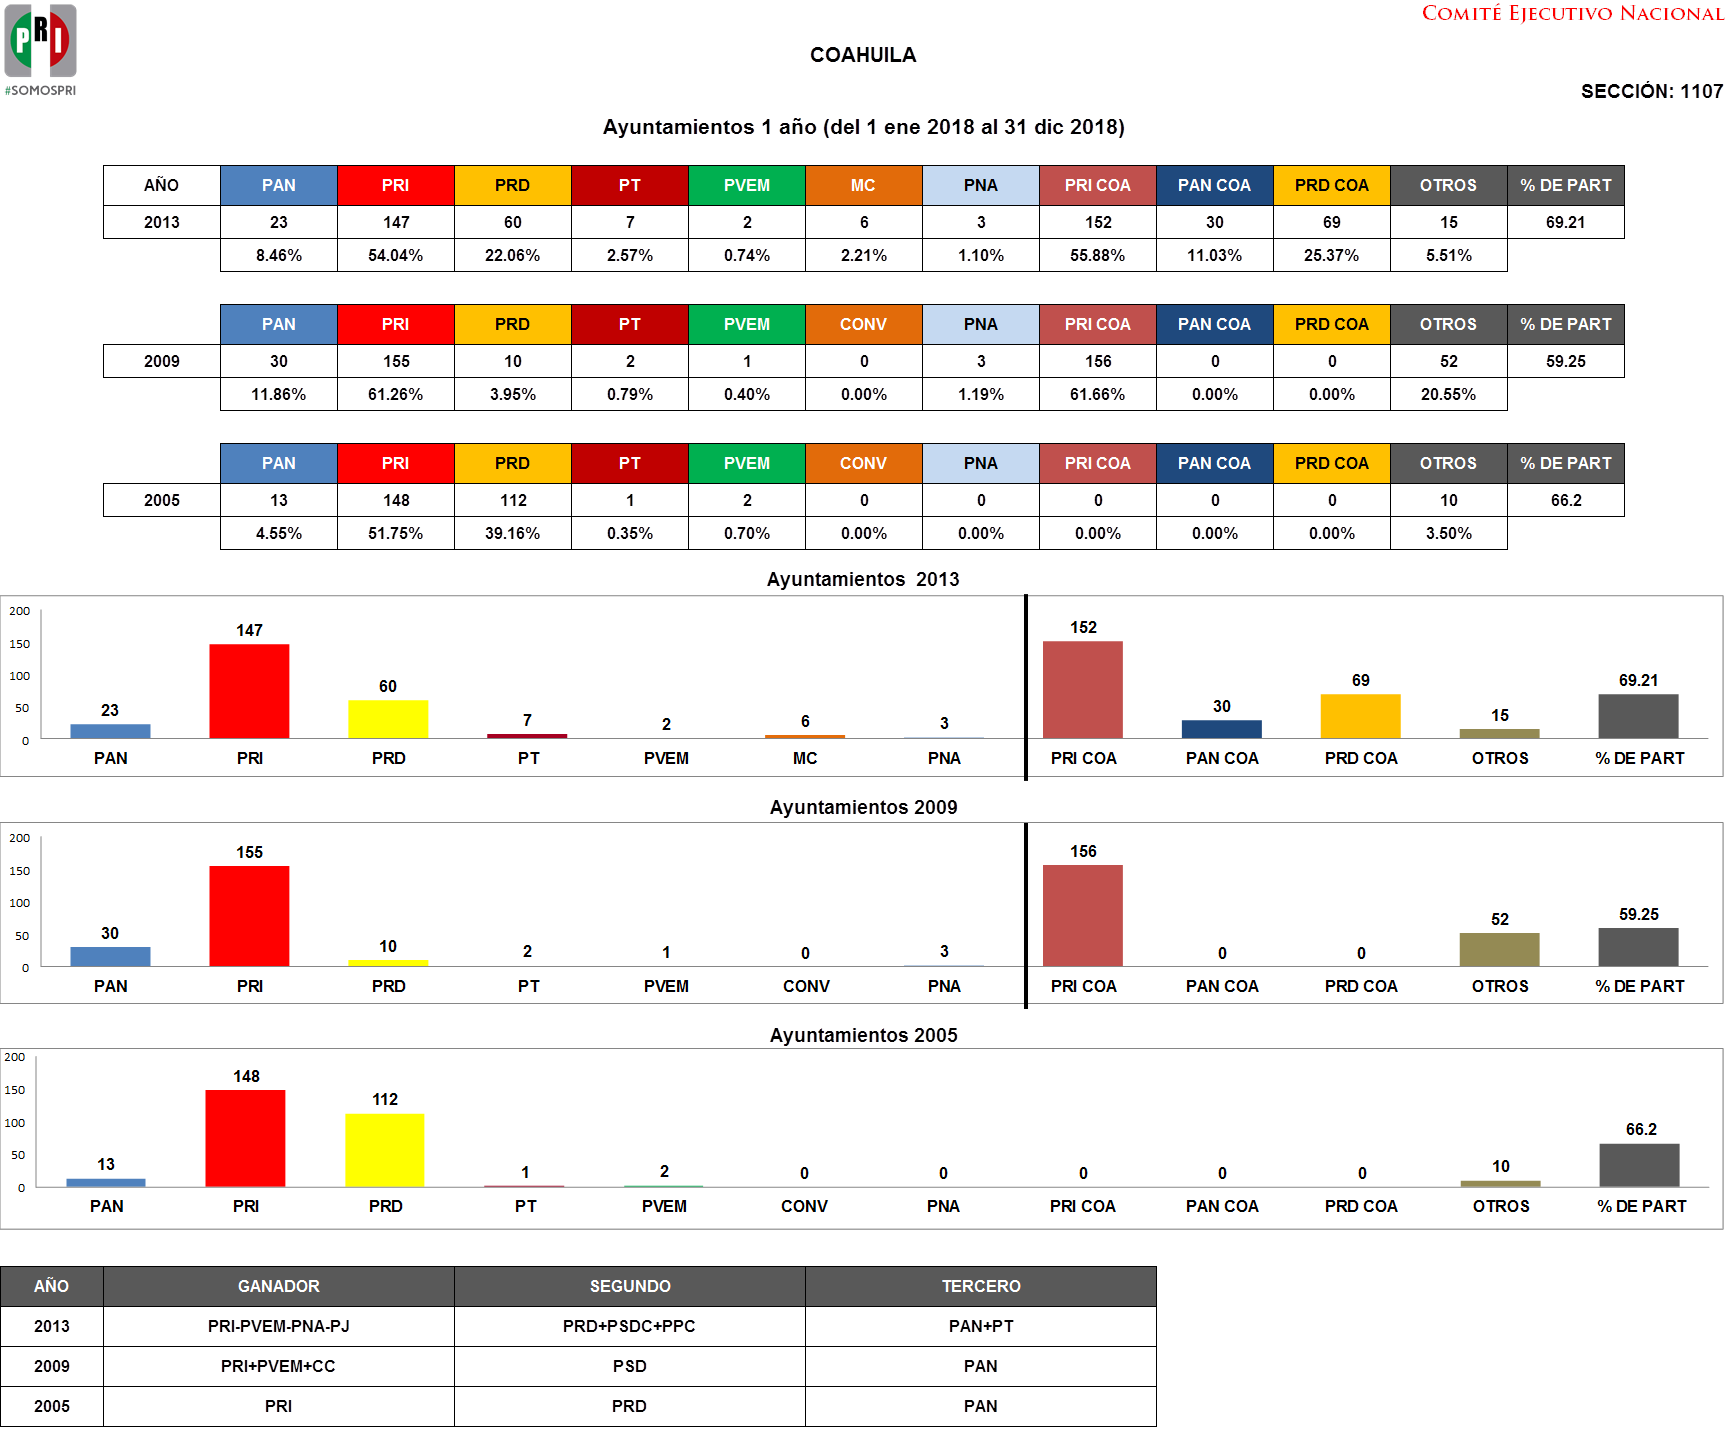 PRI
#SOMOSPRI
COMITÉ EJECUTIVO NACIONAL
COAHUILA
SECCIÓN: 1107
Ayuntamientos 1 año (del 1 ene 2018 al 31 dic 2018)
AÑO PAN PRI PRD PT PVEM MC PNA PRI COA PAN COA PRD COA OTROS % DE PART
2013 23 147 60 7 2 6 3 152 30 69 15 69.21
8.46% 54.04% 22.06% 2.57% 0.74% 2.21% 1.10% 55.88% 11.03% 25.37% 5.51%
PAN PRI PRD PT PVEM CONV PNA PRI COA PAN COA PRD COA OTROS % DE PART
2009 30 155 10 2 1 0 3 156 0 0 52 59.25
11.86% 61.26% 3.95% 0.79% 0.40% 0.00% 1.19% 61.66% 0.00% 0.00% 20.55%
PAN PRI PRD PT PVEM CONV PNA PRI COA PAN COA PRD COA OTROS % DE PART
2005 13 148 112 1 2 0 0 0 0 0 10 66.2
4.55% 51.75% 39.16% 0.35% 0.70% 0.00% 0.00% 0.00% 0.00% 0.00% 3.50%
Ayuntamientos 2013
200
150
100
50
0
23 147 60 7 2 6 3 152 30 69 15 69.21
PAN PRI PRD PT PVEM MC PNA PRI COA PAN COA PRD COA OTROS % DE PART
Ayuntamientos 2009
200
150
100
50
0
30 155 10 2 1 0 3 156 0 0 52 59.25
PAN PRI PRD PT PVEM CONV PNA PRI COA PAN COA PRD COA OTROS % DE PART
Ayuntamientos 2005
200
150
100
50
0
13 148 112 1 2 0 0 0 0 0 10 66.2
PAN PRI PRD PT PVEM CONV PNA PRI COA PAN COA PRD COA OTROS % DE PART
AÑO GANADOR SEGUNDO TERCERO
2013 PRI-PVEM-PNA-PJ PRD+PSDC+PPC PAN+PT
2009 PRI+PVEM+CC PSD PAN
2005 PRI PRD PAN